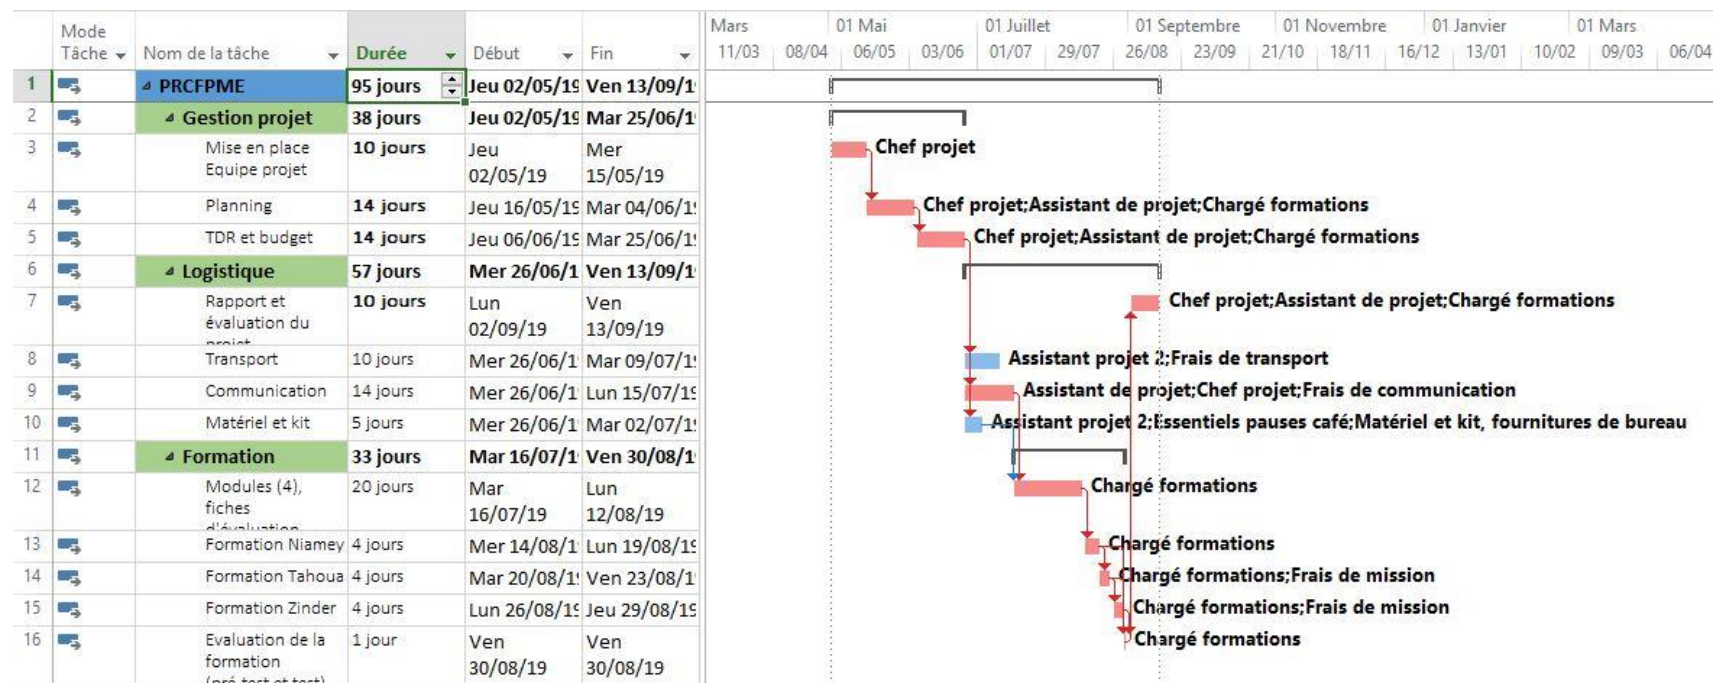 Mars 01 Mai 01 Juillet 01 Septembre 01 Novembre 01 Janvier 01 Mars
Mode Tâche Nom de la tâche Durée Début Fin 11/03 08/04 06/05 03/06 01/07 29/07 26/08 23/09 21/10 18/11 16/12 13/01 10/02 09/03 06/04
1 PRCFPME 95 jours Jeu 02/05/19 Ven 13/09/1
2 Gestion projet 38 jours Jeu 02/05/19 Mar 25/06/1
3 Mise en place 10 jours Jeu Mer Chef projet
Equipe projet 02/05/19 15/05/19
4 Planning 14 jours Jeu 16/05/19 Mar 04/06/1 Chef projet;Assistant de projet;Chargé formations
5 TDR et budget 14 jours Jeu 06/06/19 Mar 25/06/1 Chef projet;Assistant de projet;Chargé formations
6 Logistique 57 jours Mer 26/06/1 Ven 13/09/1
7 Rapport et 10 jours Lun Ven Chef projet;Assistant de projet;Chargé formations
évaluation du 02/09/19 13/09/19
projet
8 Transport 10 jours Mer 26/06/1 Mar 09/07/1 Assistant projet 2;Frais de transport
9 Communication 14 jours Mer 26/06/1 Lun 15/07/19 Assistant de projet;Chef projet;Frais de communication
10 Matériel et kit 5 jours Mer 26/06/1 Mar 02/07/1 Assistant projet 2;Essentiels pauses café;Matériel et kit, fournitures de bureau
11 Formation 33 jours Mar 16/07/1 Ven 30/08/1
12 Modules (4), 20 jours Mar Lun Chargé formations
fiches 16/07/19 12/08/19
d'évaluation
13 Formation Niamey 4 jours Mer 14/08/1 Lun 19/08/19 Chargé formations
14 Formation Tahoua 4 jours Mar 20/08/1 Ven 23/08/1 Chargé formations;Frais de mission
15 Formation Zinder 4 jours Lun 26/08/19 Jeu 29/08/19 Chargé formations;Frais de mission
16 Evaluation de la 1 jour Ven Ven Chargé formations
formation 30/08/19 30/08/19
(pré-test et test)